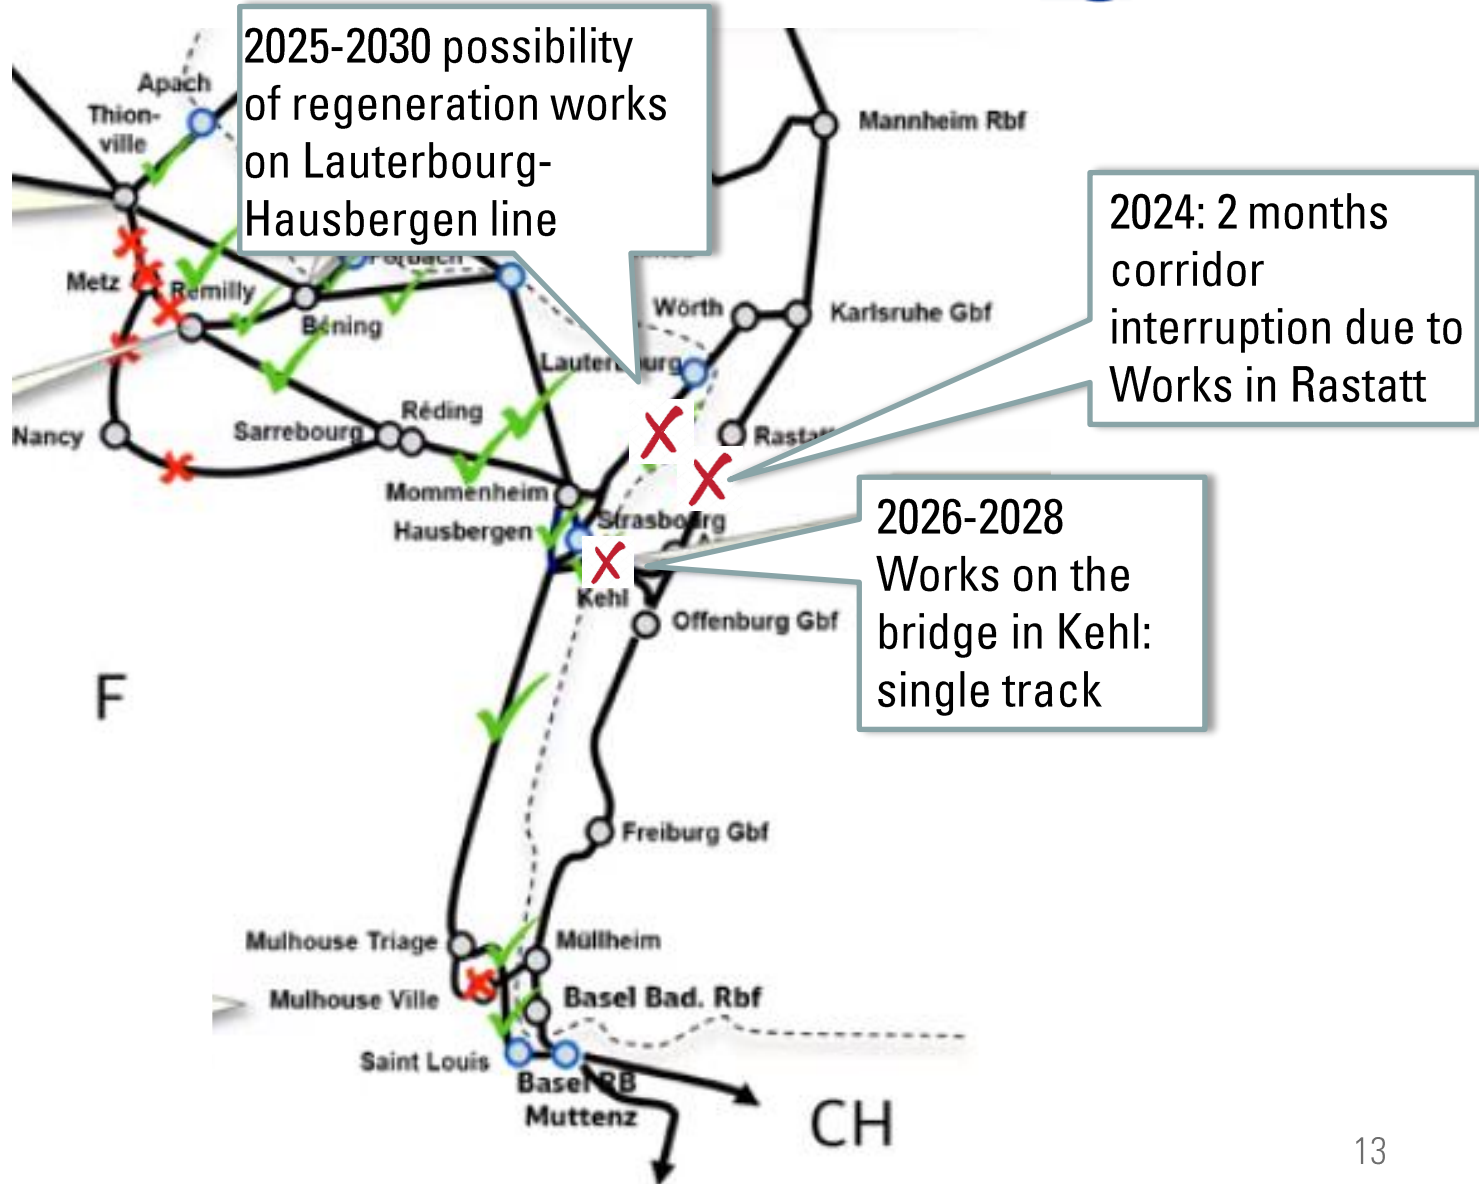 2025-2030 possibility
of regeneration works
on Lauterbourg-
Hausbergen line
Apach
Thion-
ville
Mannheim Rbf
2024: 2 months
corridor
interruption due to
Works in Rastatt
Forbach
Metz
Remilly
Béning
Wörth
Karlsruhe Gbf
Lauterbourg
Réding
Nancy
Sarrebourg
Rastatt
Mommenheim
Hausbergen
Strasbourg
2026-2028
Works on the
bridge in Kehl:
single track
Kehl
Offenburg Gbf
F
Freiburg Gbf
Mulhouse Triage
Müllheim
Mulhouse Ville
Basel Bad. Rbf
Saint Louis
Basel RB
Muttenz
CH
13